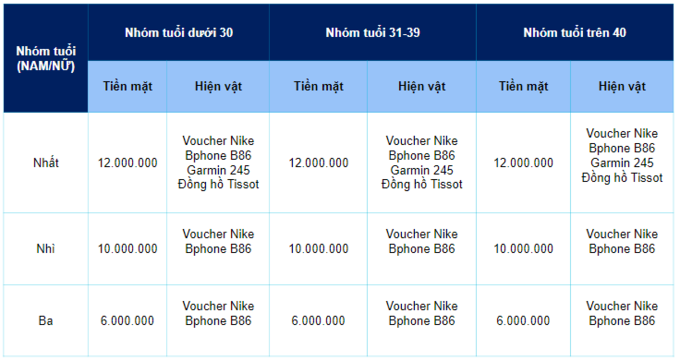 Nhóm tuổi
(NAM/NỮ)
Nhóm tuổi dưới 30
Nhóm tuổi 31-39
Nhóm tuổi trên 40
Tiền mặt
Hiện vật
Tiền mặt
Hiện vật
Tiền mặt
Hiện vật
Nhất
12.000.000
Voucher Nike
Bphone B86
Garmin 245
Đồng hồ Tissot
12.000.000
Voucher Nike
Bphone B86
Garmin 245
Đồng hồ Tissot
12.000.000
Voucher Nike
Bphone B86
Garmin 245
Đồng hồ Tissot
Nhì
10.000.000
Voucher Nike
Bphone B86
10.000.000
Voucher Nike
Bphone B86
10.000.000
Voucher Nike
Bphone B86
Ba
6.000.000
Voucher Nike
Bphone B86
6.000.000
Voucher Nike
Bphone B86
6.000.000
Voucher Nike
Bphone B86